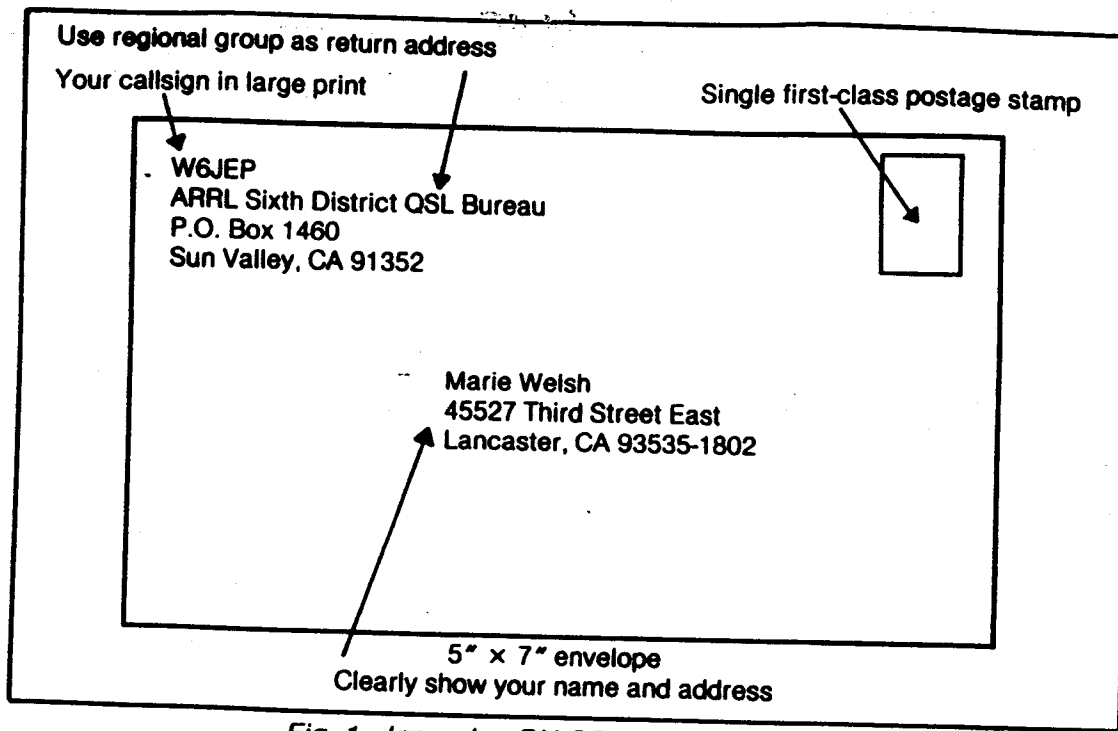 Use regional group as return address
Your callsign in large print
Single first-class postage stamp
W6JEP
ARRL Sixth District QSL Bureau
P.O. Box 1460
Sun Valley, CA 91352
Marie Welsh
45527 Third Street East
Lancaster, CA 93535-1802
5" × 7" envelope
Clearly show your name and address
Fig. 1